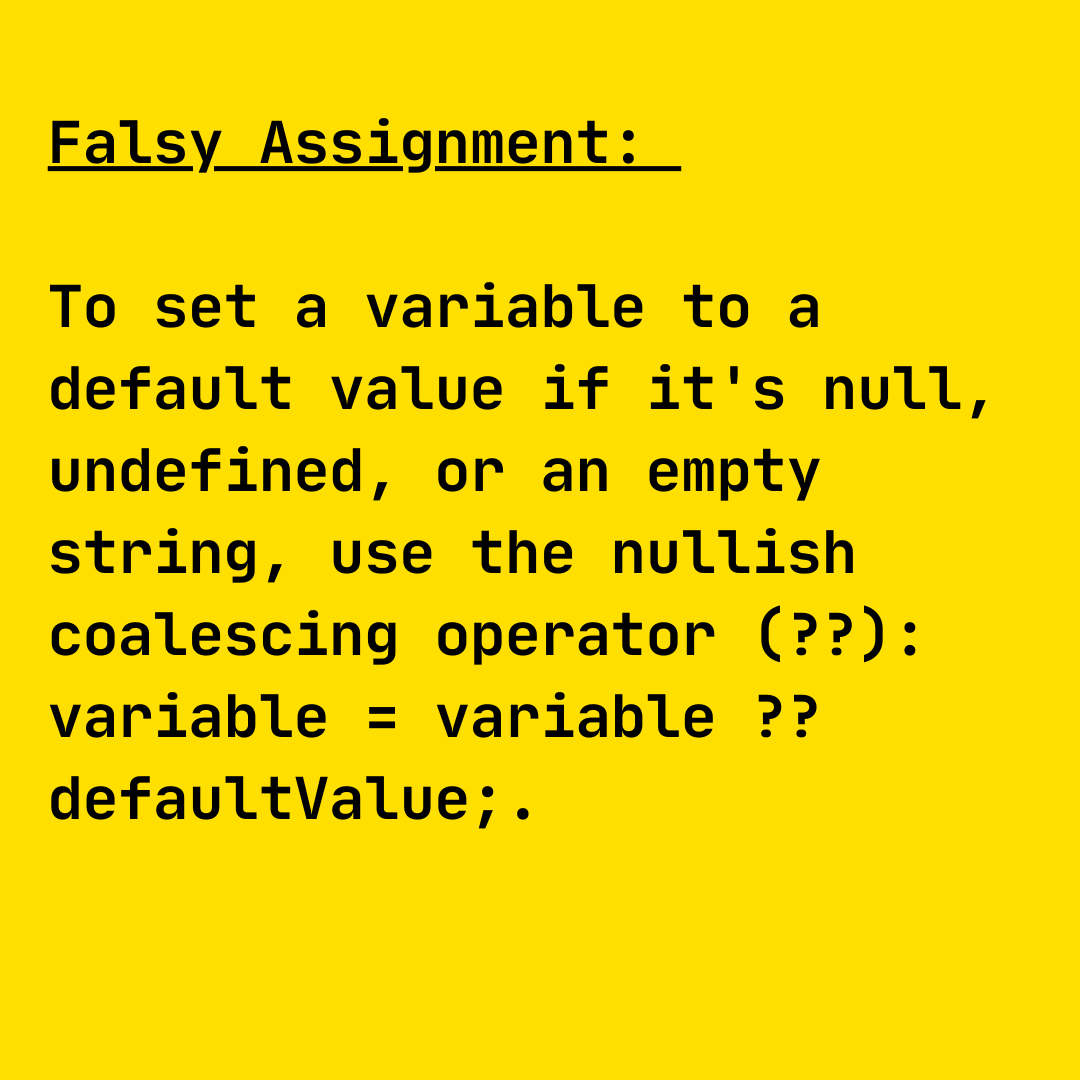 Falsy Assignment:
To set a variable to a
default value if it's null,
undefined, or an empty
string, use the nullish
coalescing operator (??):
variable = variable ??
defaultValue;.